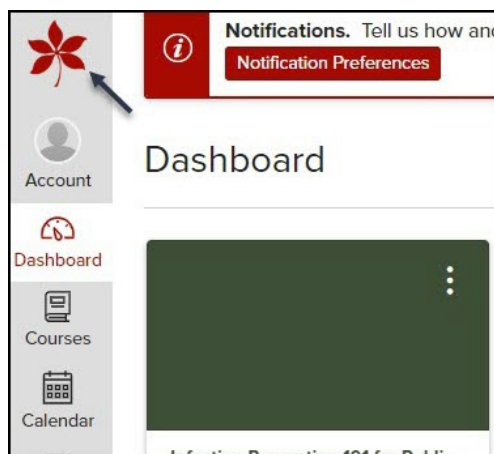 Notifications. Tell us how and
Notification Preferences
Account
Dashboard
Dashboard
Courses
Calendar